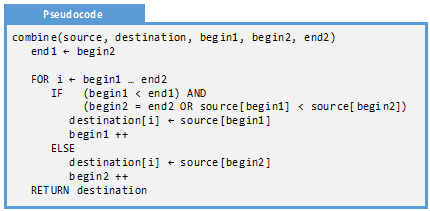 Pseudocode
combine(source, destination, begin1, begin2, end2)
end1 ← begin2
FOR i ← begin1 … end2
IF (begin1 < end1) AND
(begin2 = end2 OR source[begin1] < source[begin2])
destination[i] ← source[begin1]
begin1 ++
ELSE
destination[i] ← source[begin2]
begin2 ++
RETURN destination